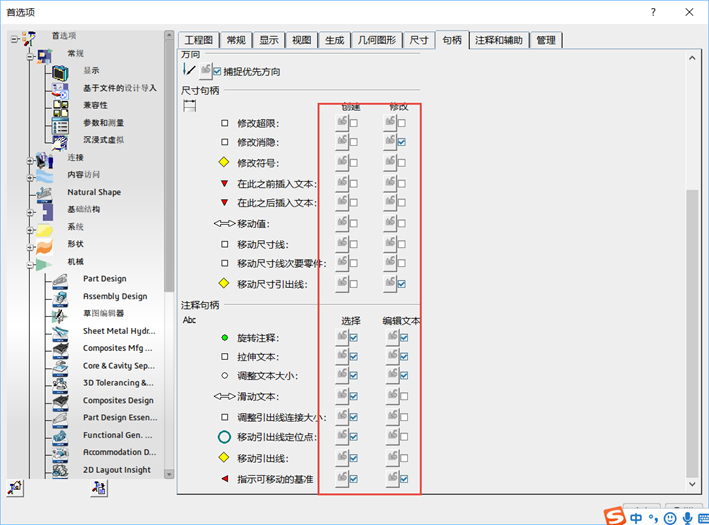 首选项
?
首选项
常规
显示
基于文件的设计导入
兼容性
参数和测量
沉浸式虚拟
连接
内容访问
Natural Shape
基础结构
系统
形状
机械
Part Design
Assembly Design
草图编辑器
Sheet Metal Hydr...
Composites Mfg ...
Core & Cavity Sep...
3D Tolerancing &...
Composites Design
Part Design Essen...
Functional Gen. ...
Accommodation D...
2D Layout Insight
工程图 常规 显示 视图 生成 几何图形 尺寸 句柄 注释和辅助 管理
方向
捕捉优先方向
尺寸句柄
创建 修改
修改超限:
修改消隐:
修改符号:
在此之前插入文本:
在此之后插入文本:
移动值:
移动尺寸线:
移动尺寸线次要零件:
移动尺寸引出线:
注释句柄
Abc 选择 编辑文本
旋转注释:
拉伸文本:
调整文本大小:
滑动文本:
调整引出线连接大小:
移动引出线定位点:
移动引出线:
指示可移动的基准
S 中